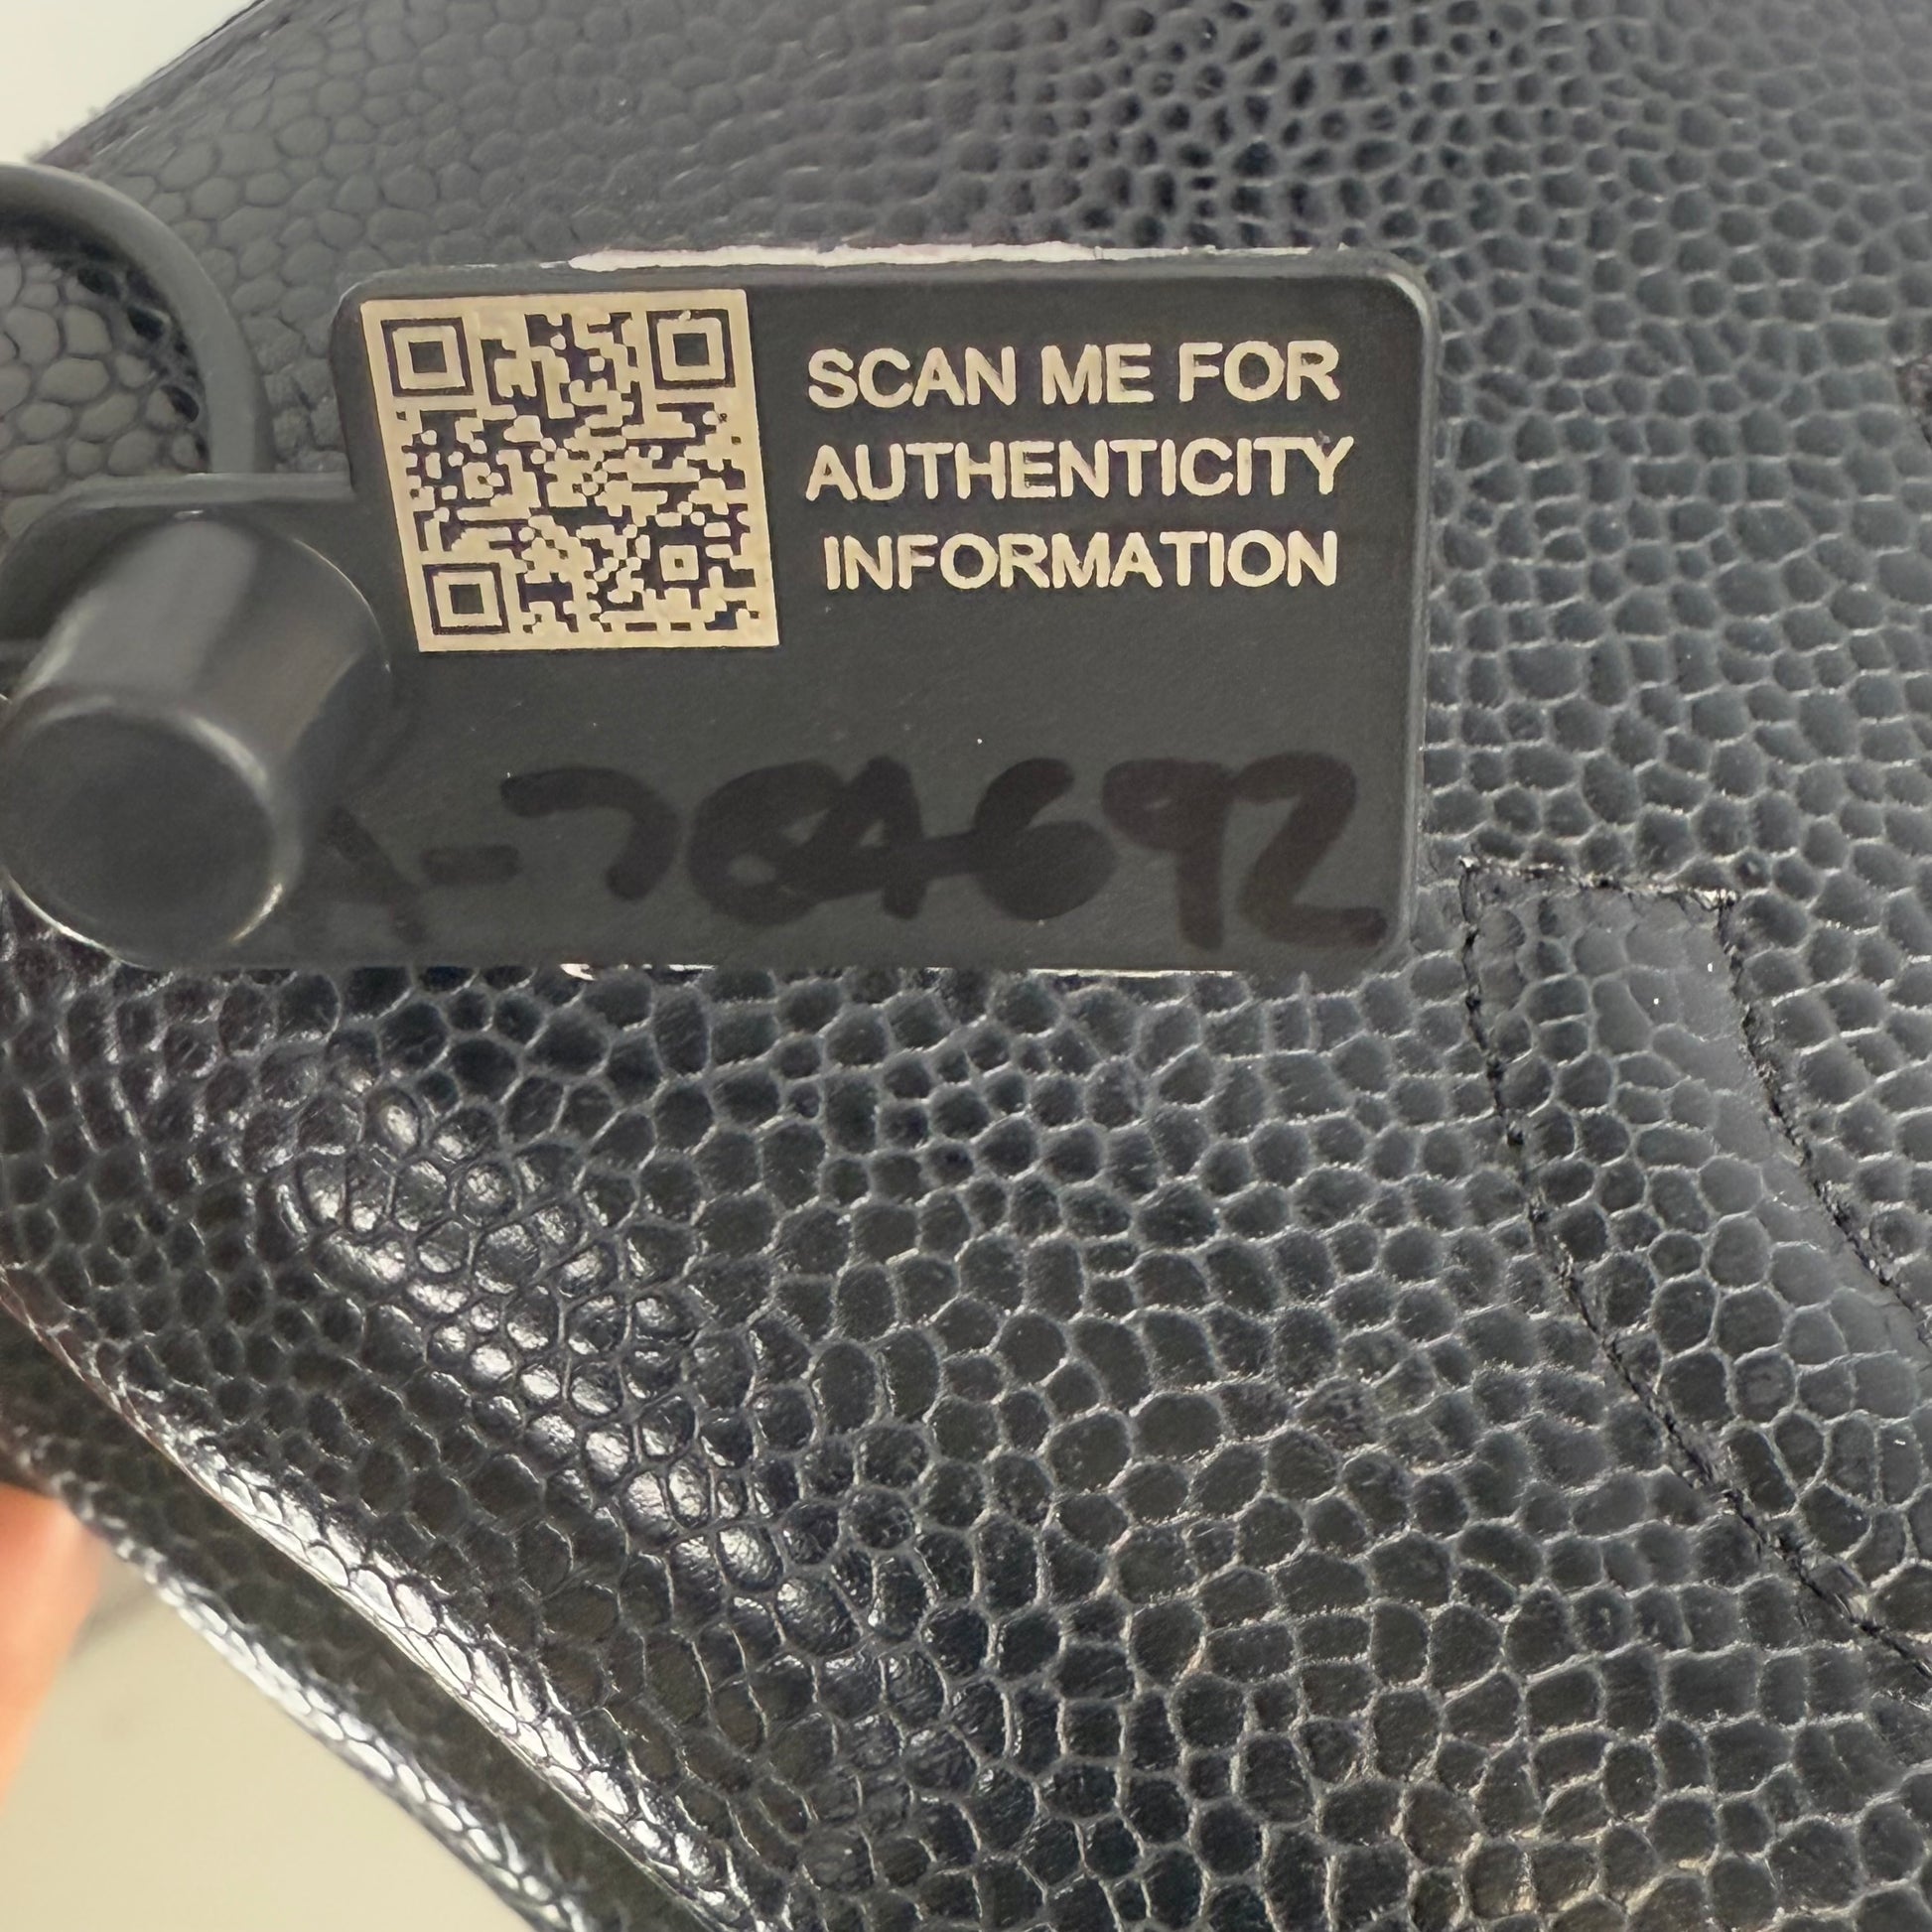 SCAN ME FOR
AUTHENTICITY
INFORMATION
A-784692